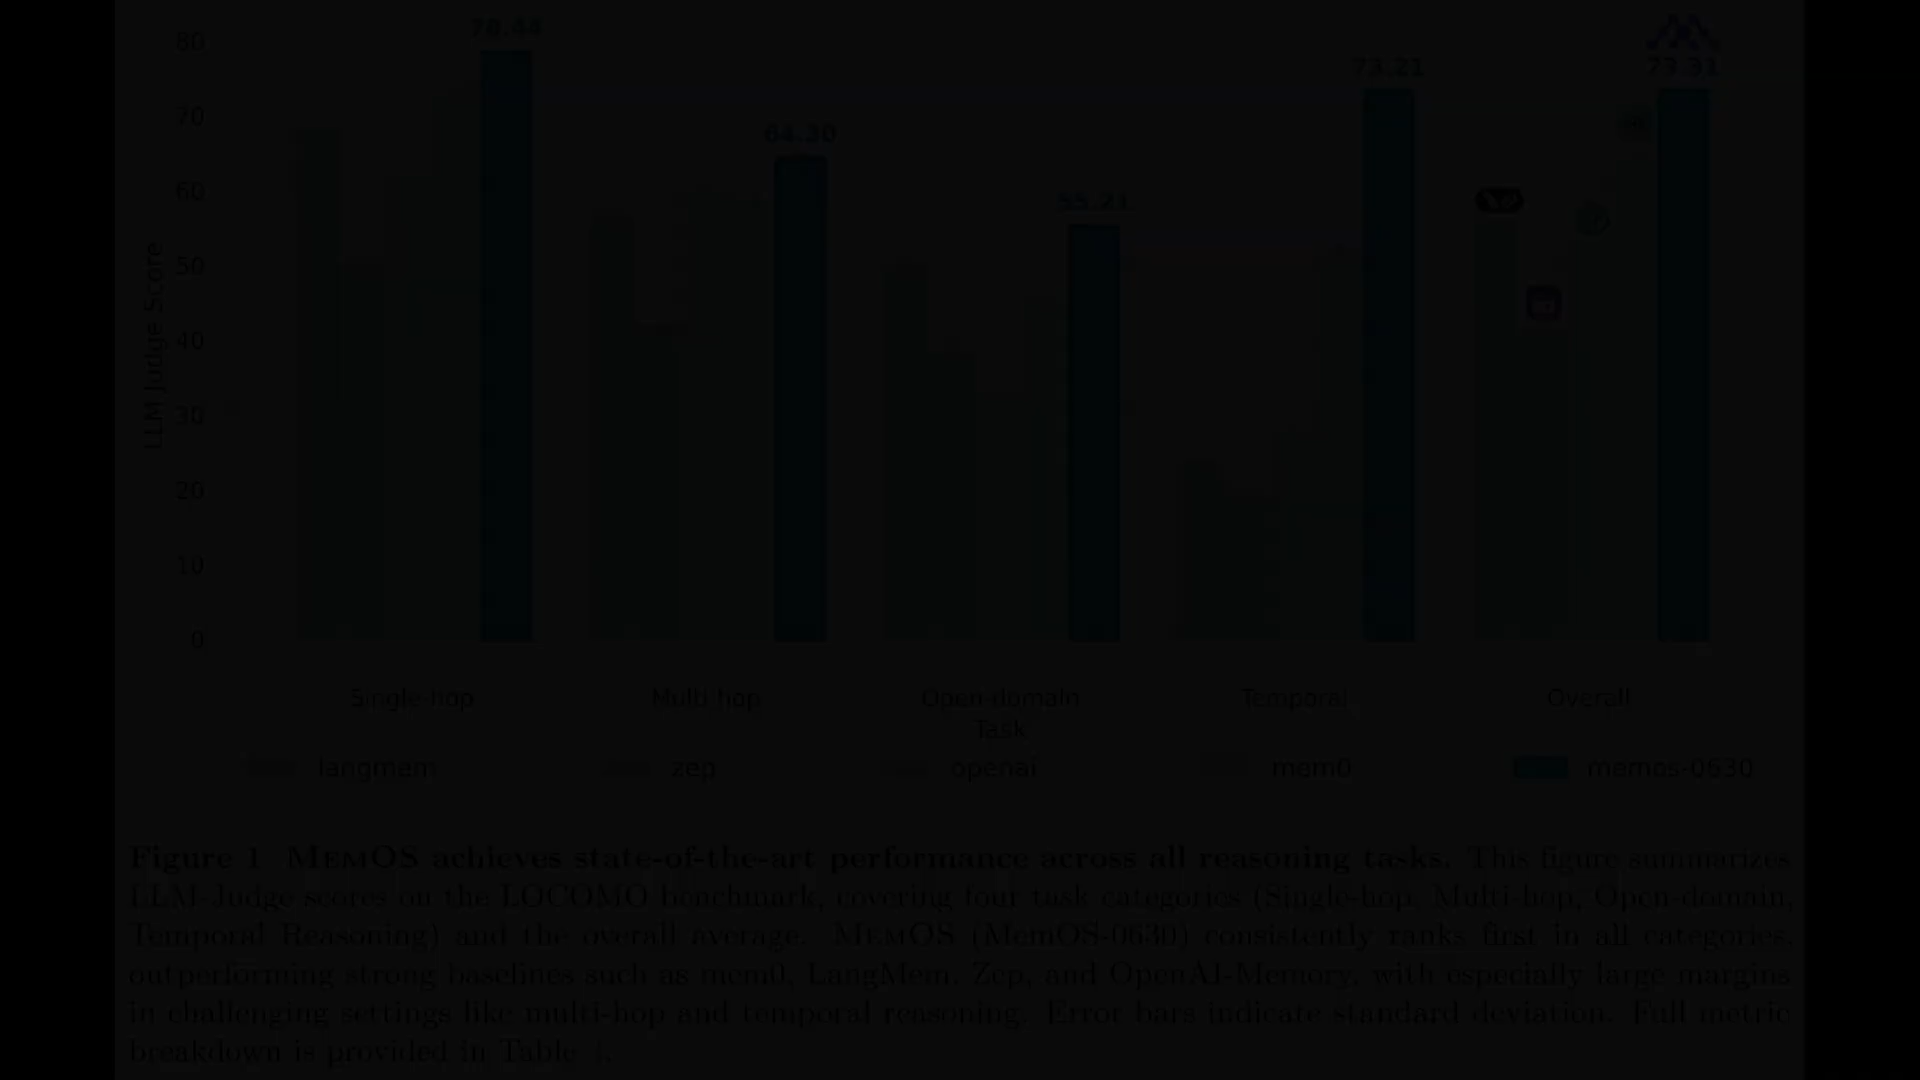 78.44
80
73.21
73.31
70
64.30
60
55.21
50
LLM Judge Score
40
30
20
10
0
Single-hop Multi-hop Open-domain Temporal Overall
Task
langmem zep openai mem0 memos-0630
Figure 1 MEMOS achieves state-of-the-art performance across all reasoning tasks. This figure summarizes
LLM-Judge scores on the LOCOMO benchmark, covering four task categories (Single-hop, Multi-hop, Open-domain,
Temporal Reasoning) and the overall average. MEMOS (MemOS-0630) consistently ranks first in all categories,
outperforming strong baselines such as mem0, LangMem, Zep, and OpenAI-Memory, with especially large margins
in challenging settings like multi-hop and temporal reasoning. Error bars indicate standard deviation. Full metric
breakdown is provided in Table